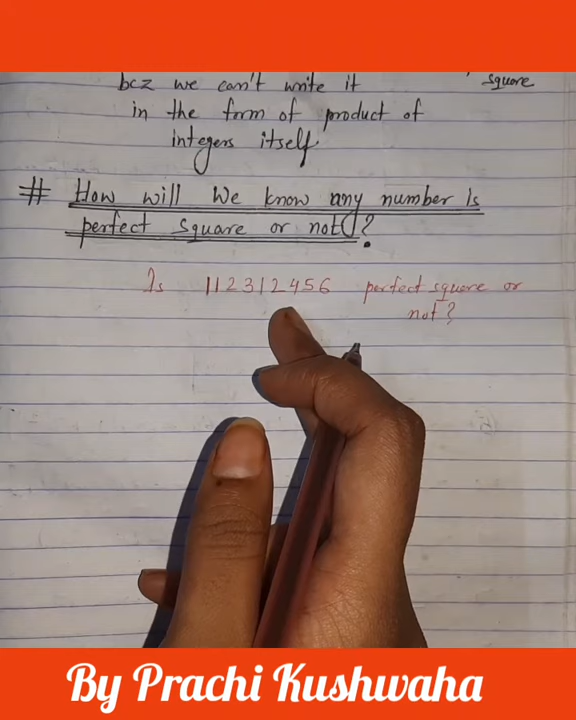 bcz we can't write it square
in the form of product of
integers itself
# How will We know any number is
perfect square or not?
Is 112312456 perfect square or
not?
By Prachi Kushwaha